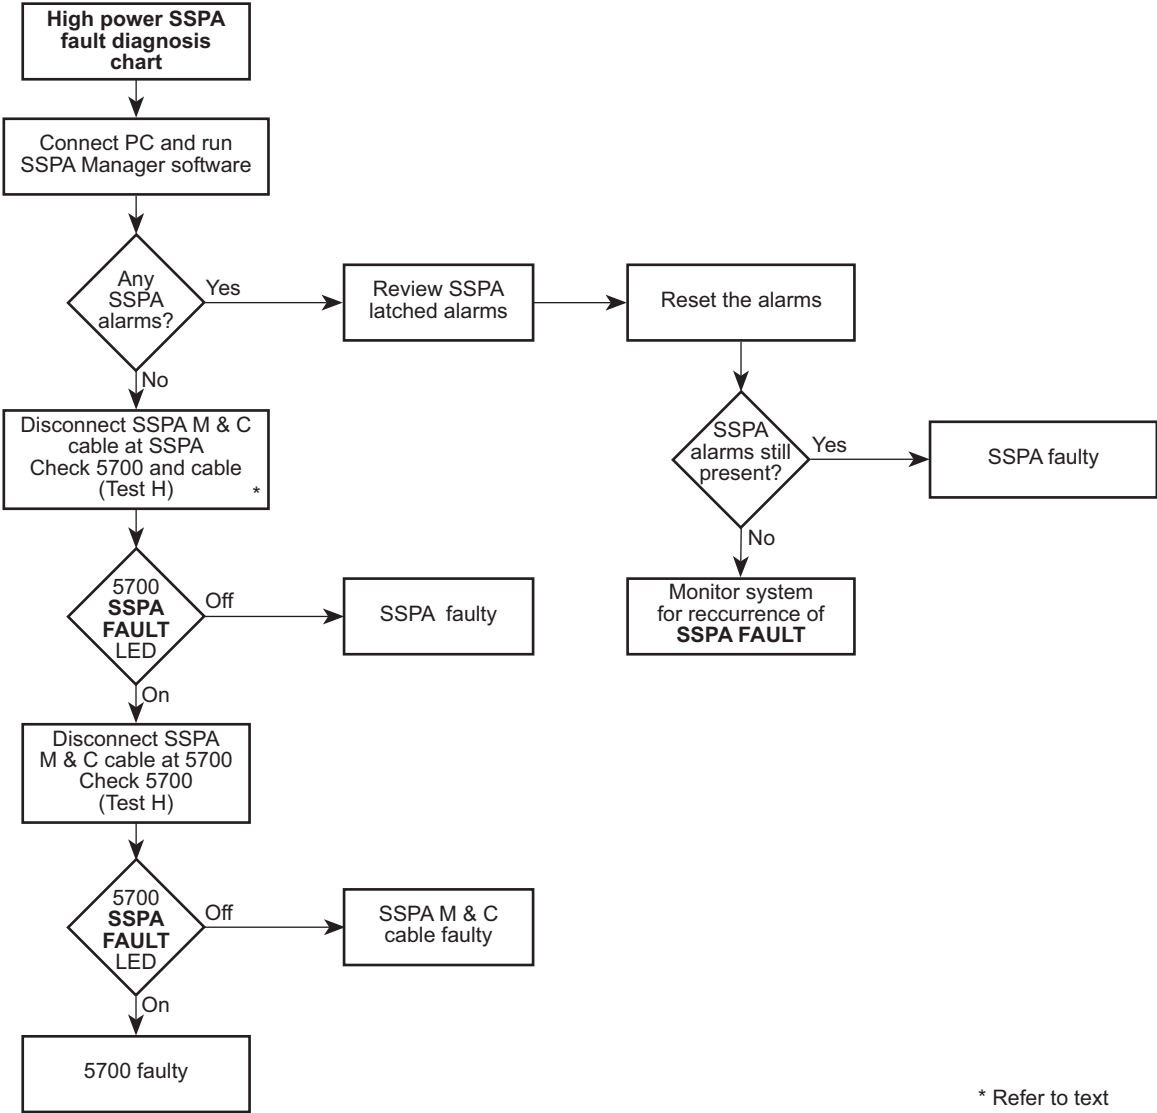 High power SSPA
fault diagnosis
chart
Connect PC and run
SSPA Manager software
Any
SSPA
alarms?
Yes
Review SSPA
latched alarms
Reset the alarms
No
Disconnect SSPA M & C
cable at SSPA
Check 5700 and cable
(Test H)
*
SSPA
alarms still
present?
Yes
SSPA faulty
No
Monitor system
for reccurrence of
SSPA FAULT
5700
SSPA
FAULT
LED
Off
SSPA faulty
On
Disconnect SSPA
M & C cable at 5700
Check 5700
(Test H)
5700
SSPA
FAULT
LED
Off
SSPA M & C
cable faulty
On
5700 faulty
* Refer to text